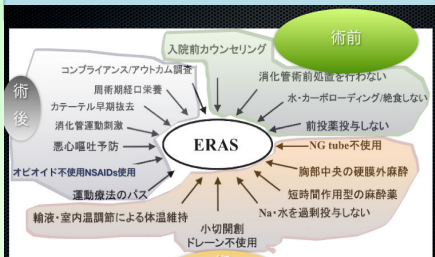 術前
入院前カウンセリング
消化管術前処置を行わない
水・カーボローディング/絶食しない
前投薬投与しない
NG tube不使用
胸部中央の硬膜外麻酔
短時間作用型の麻酔薬
Na・水を過剰投与しない
小切開創
ドレーン不使用
輸液・室内温調節による体温維持
運動療法のパス
オピオイド不使用NSAIDs使用
悪心嘔吐予防
消化管運動刺激
カテーテル早期抜去
周術期経口栄養
コンプライアンス/アウトカム調査
術後
ERAS